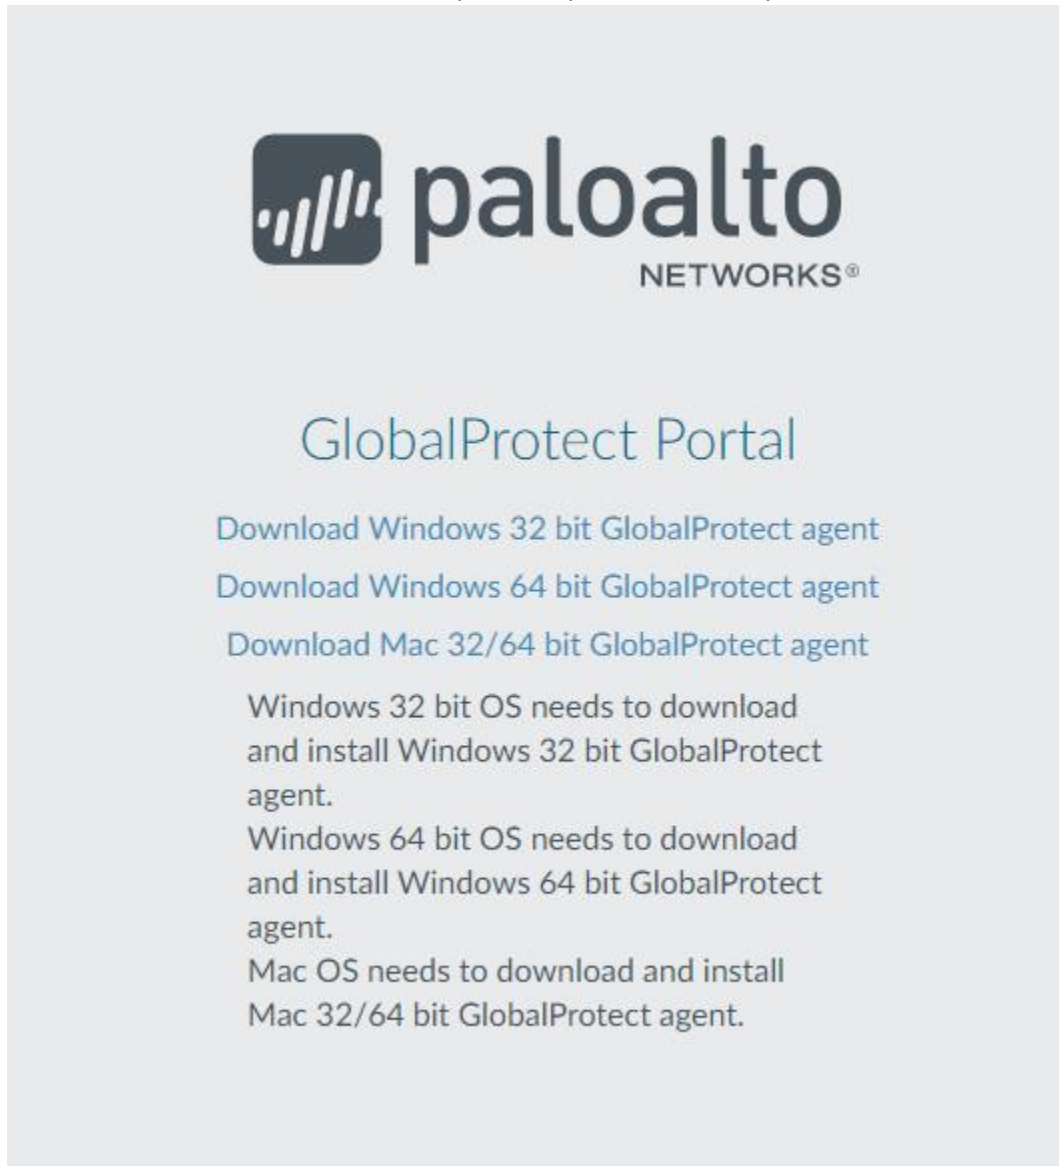 paloalto
NETWORKS®
GlobalProtect Portal
Download Windows 32 bit GlobalProtect agent
Download Windows 64 bit GlobalProtect agent
Download Mac 32/64 bit GlobalProtect agent
Windows 32 bit OS needs to download
and install Windows 32 bit GlobalProtect
agent.
Windows 64 bit OS needs to download
and install Windows 64 bit GlobalProtect
agent.
Mac OS needs to download and install
Mac 32/64 bit GlobalProtect agent.